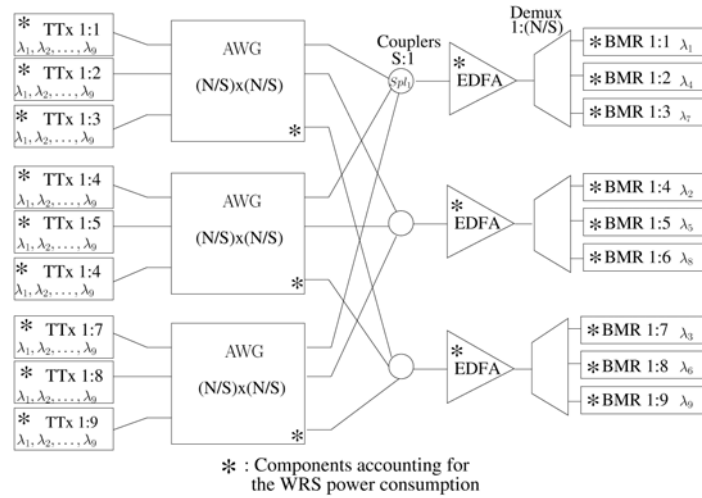 Demux
1:(N/S)
Couplers
S:1
* TTx 1:1
λ₁, λ₂, . . . , λ₉
* TTx 1:2
λ₁, λ₂, . . . , λ₉
* TTx 1:3
λ₁, λ₂, . . . , λ₉
AWG
(N/S)x(N/S)
*
Spl₁
*
EDFA
*BMR 1:1 λ₁
*BMR 1:2 λ₄
*BMR 1:3 λ₇
* TTx 1:4
λ₁, λ₂, . . . , λ₉
* TTx 1:5
λ₁, λ₂, . . . , λ₉
* TTx 1:4
λ₁, λ₂, . . . , λ₉
AWG
(N/S)x(N/S)
*
*
EDFA
*BMR 1:4 λ₂
*BMR 1:5 λ₅
*BMR 1:6 λ₈
* TTx 1:7
λ₁, λ₂, . . . , λ₉
* TTx 1:8
λ₁, λ₂, . . . , λ₉
* TTx 1:9
λ₁, λ₂, . . . , λ₉
AWG
(N/S)x(N/S)
*
*
EDFA
*BMR 1:7 λ₃
*BMR 1:8 λ₆
*BMR 1:9 λ₉
* : Components accounting for
the WRS power consumption